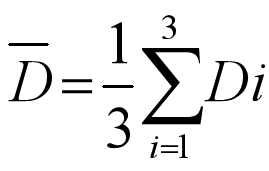 D̅ = 1/3 ∑_{i=1}^{3} Di